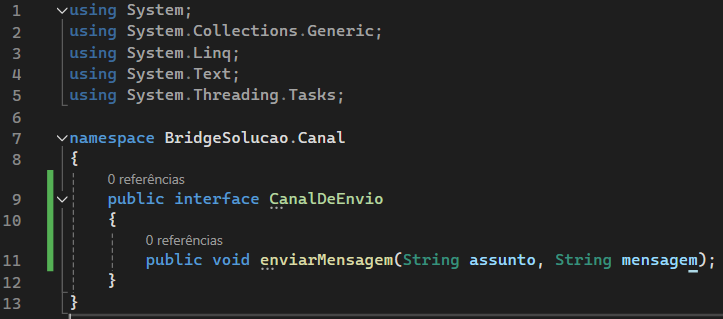 1 using System;
2 using System.Collections.Generic;
3 using System.Linq;
4 using System.Text;
5 using System.Threading.Tasks;
6
7 namespace BridgeSolucao.Canal
8 {
0 referências
9 public interface CanalDeEnvio
10 {
0 referências
11 public void enviarMensagem(String assunto, String mensagem);
12 }
13 }